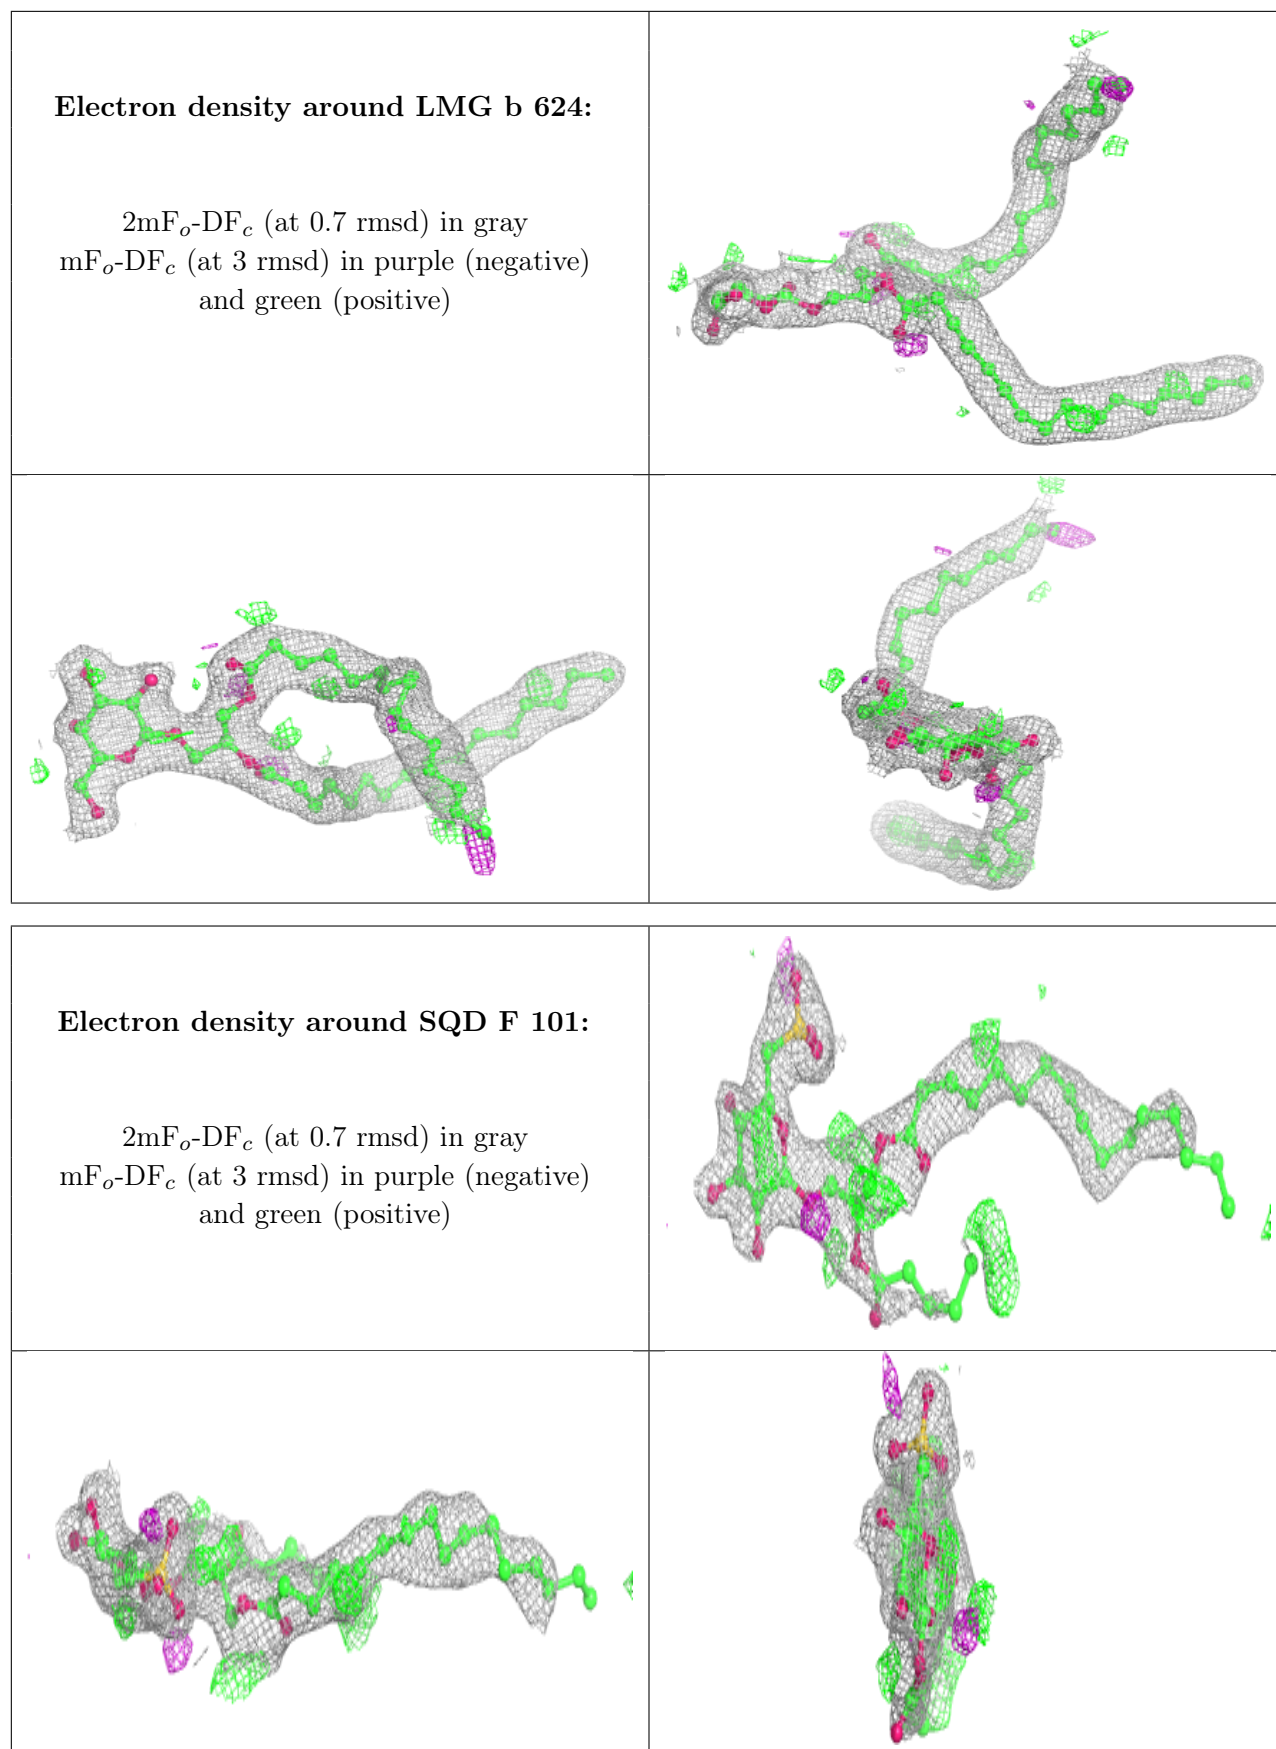 Electron density around LMG b 624:
2mFo-DFc (at 0.7 rmsd) in gray
mFo-DFc (at 3 rmsd) in purple (negative)
and green (positive)
Electron density around SQD F 101:
2mFo-DFc (at 0.7 rmsd) in gray
mFo-DFc (at 3 rmsd) in purple (negative)
and green (positive)